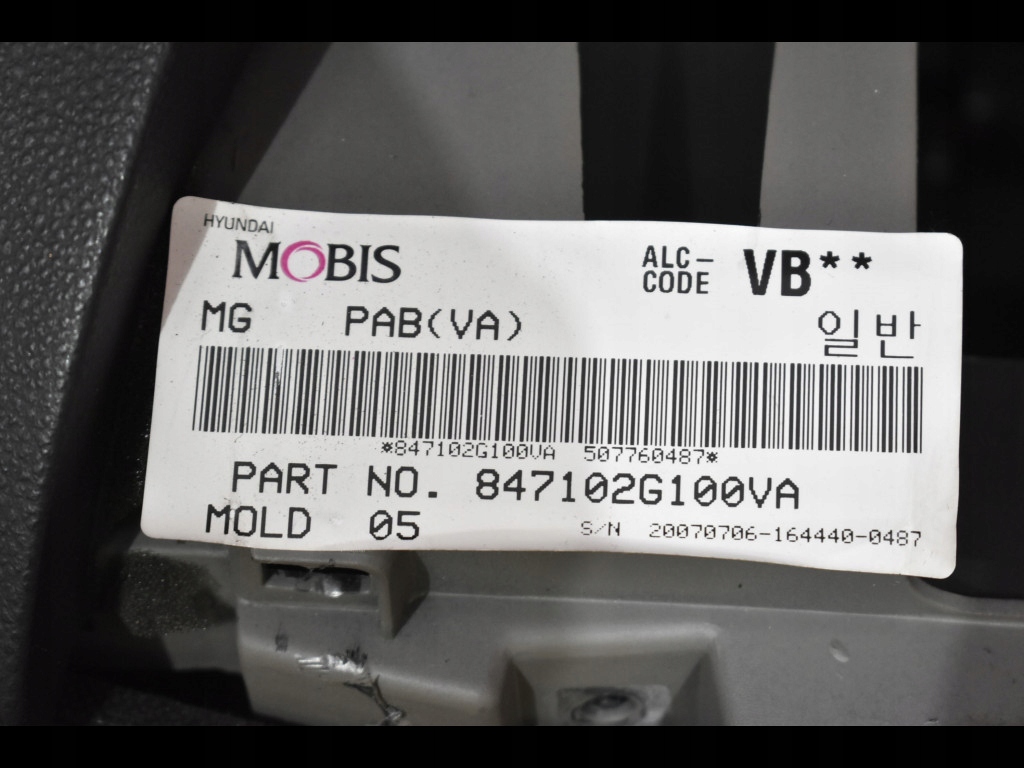 HYUNDAI
MOBIS
ALC-
CODE
VB**
MG PAB(VA)
일반
*847102G100VA 507760487*
PART NO. 847102G100VA
MOLD 05
S/N 20070706-164440-0487